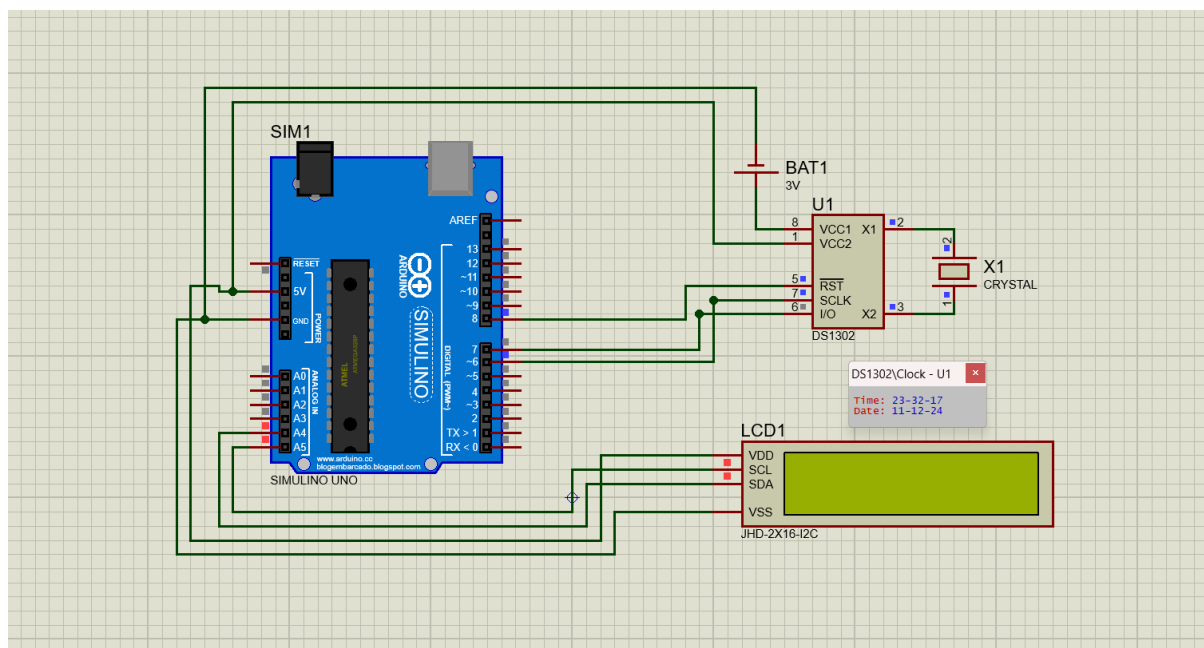 SIM1
BAT1
3V
U1
8 VCC1 X1 2
1 VCC2
5 RST
7 SCLK
6 I/O X2 3
DS1302
2
X1
CRYSTAL
1
AREF
13
12
~11
~10
~9
8
7
~6
~5
4
~3
2
TX > 1
RX < 0
RESET
5V
GND
POWER
A0
A1
A2
A3
A4
A5
ANALOG IN
ARDUINO
SIMULINO
DIGITAL (PWM~)
ATMEL
ATMEGA328P
www.arduino.cc
blogembarcado.blogspot.com
SIMULINO UNO
DS1302\Clock - U1
Time: 23-32-17
Date: 11-12-24
LCD1
VDD
SCL
SDA
VSS
JHD-2X16-I2C